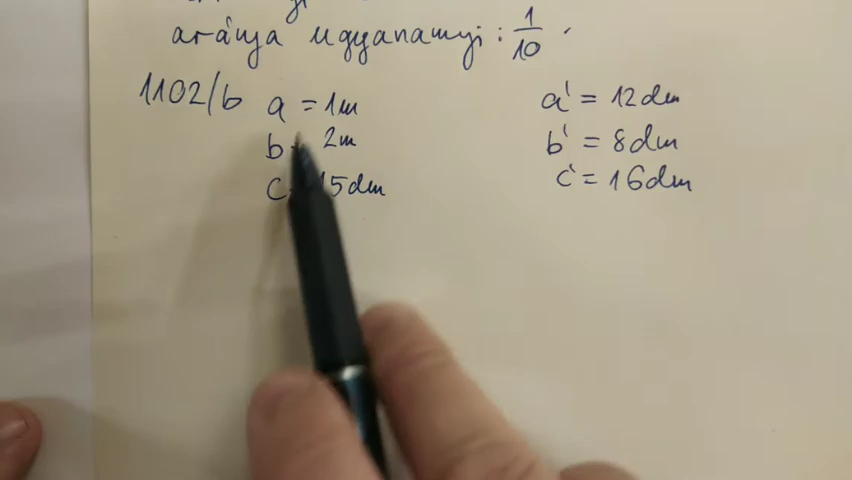 aránya ugyanannyi: 1/10.
1102/b a = 1m a' = 12dm
b = 2m b' = 8dm
c = 15dm c' = 16dm